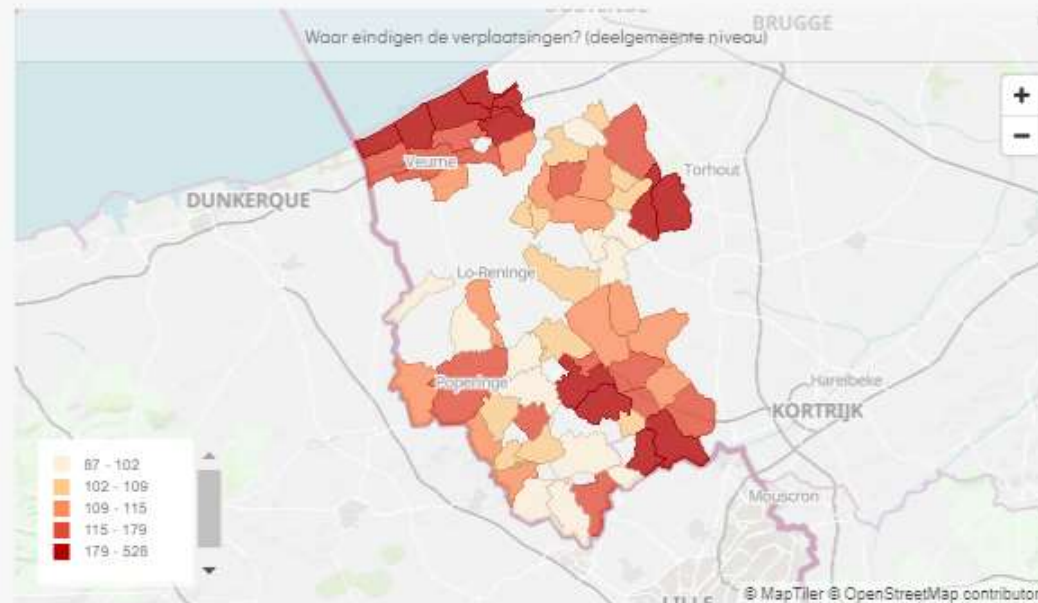 BRUGGE
Waar eindigen de verplaatsingen? (deelgemeente niveau)
+
−
Torhout
Veurne
DUNKERQUE
Lo-Reninge
Poperinge
Harelbeke
KORTRIJK
Mouscron
87 - 102
102 - 109
109 - 115
115 - 179
179 - 528
© MapTiler © OpenStreetMap contributor